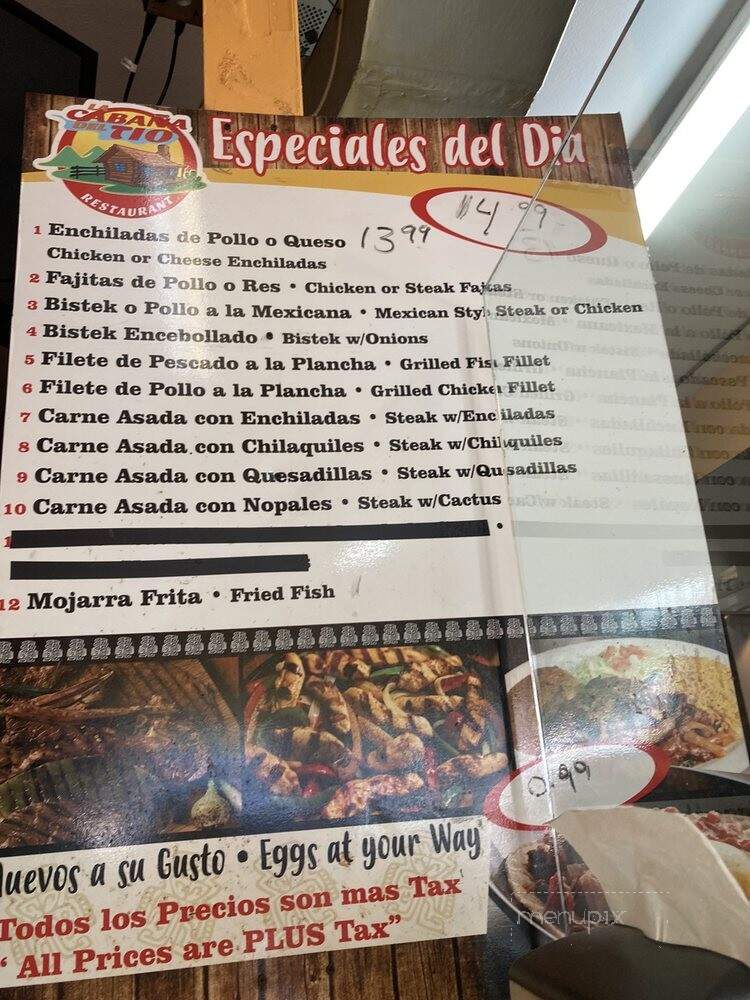 LA
CABAÑA
DEL TIO
RESTAURANT
Especiales del Dia
14.99
1 Enchiladas de Pollo o Queso 13 99
Chicken or Cheese Enchiladas
2 Fajitas de Pollo o Res • Chicken or Steak Fajitas
3 Bistek o Pollo a la Mexicana • Mexican Style Steak or Chicken
4 Bistek Encebollado • Bistek w/Onions
5 Filete de Pescado a la Plancha • Grilled Fish Fillet
6 Filete de Pollo a la Plancha • Grilled Chicken Fillet
7 Carne Asada con Enchiladas • Steak w/Enchiladas
8 Carne Asada con Chilaquiles • Steak w/Chilaquiles
9 Carne Asada con Quesadillas • Steak w/Quesadillas
10 Carne Asada con Nopales • Steak w/Cactus
12 Mojarra Frita • Fried Fish
Huevos a su Gusto • Eggs at your Way
Todos los Precios son mas Tax
“ All Prices are PLUS Tax”
menupix